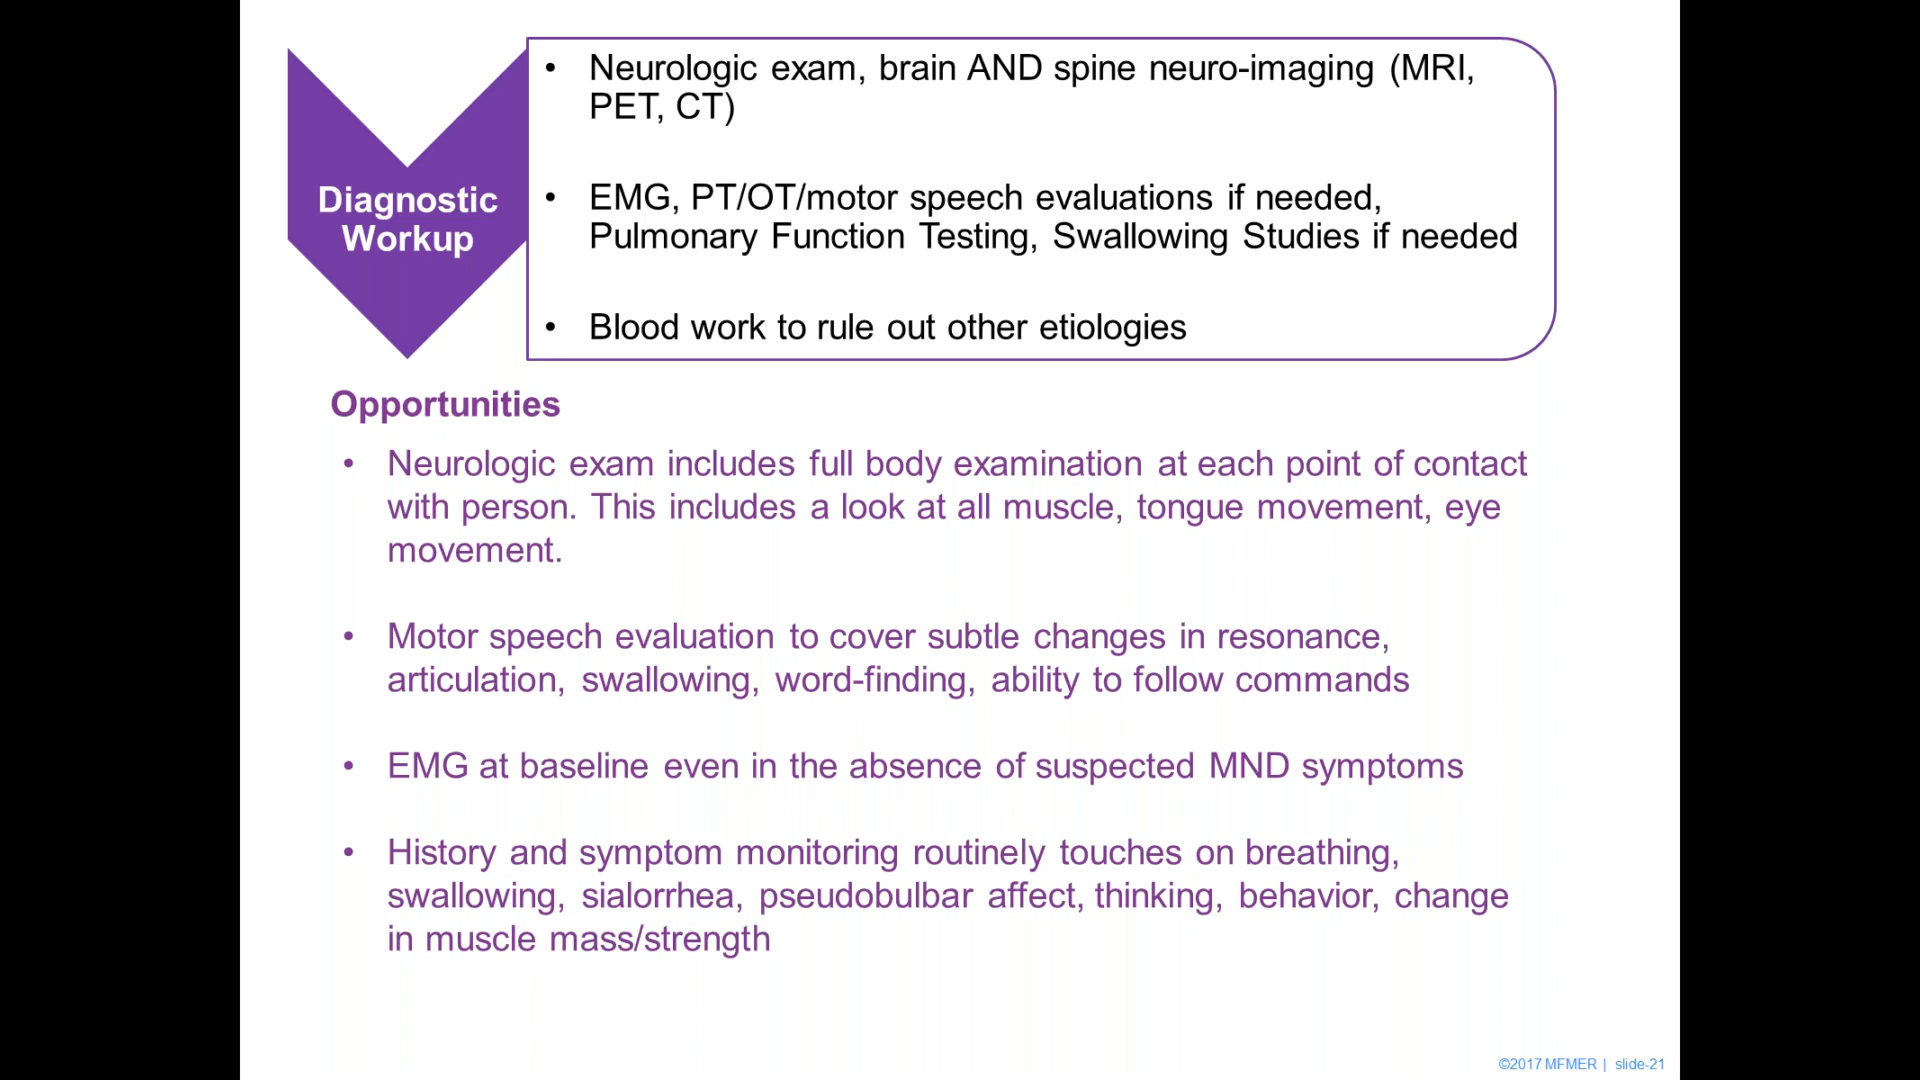 Diagnostic
Workup
• Neurologic exam, brain AND spine neuro-imaging (MRI,
PET, CT)
• EMG, PT/OT/motor speech evaluations if needed,
Pulmonary Function Testing, Swallowing Studies if needed
• Blood work to rule out other etiologies
Opportunities
• Neurologic exam includes full body examination at each point of contact
with person. This includes a look at all muscle, tongue movement, eye
movement.
• Motor speech evaluation to cover subtle changes in resonance,
articulation, swallowing, word-finding, ability to follow commands
• EMG at baseline even in the absence of suspected MND symptoms
• History and symptom monitoring routinely touches on breathing,
swallowing, sialorrhea, pseudobulbar affect, thinking, behavior, change
in muscle mass/strength
©2017 MFMER | slide-21